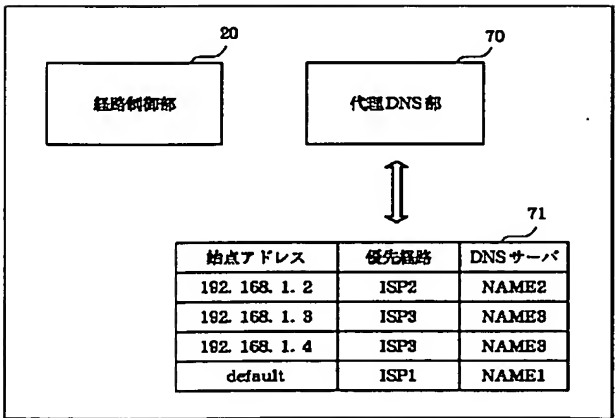 20
70
経路制御部
代理DNS部
71
始点アドレス 優先経路 DNSサーバ
192. 168. 1. 2 ISP2 NAME2
192. 168. 1. 3 ISP3 NAME3
192. 168. 1. 4 ISP3 NAME3
default ISP1 NAME1